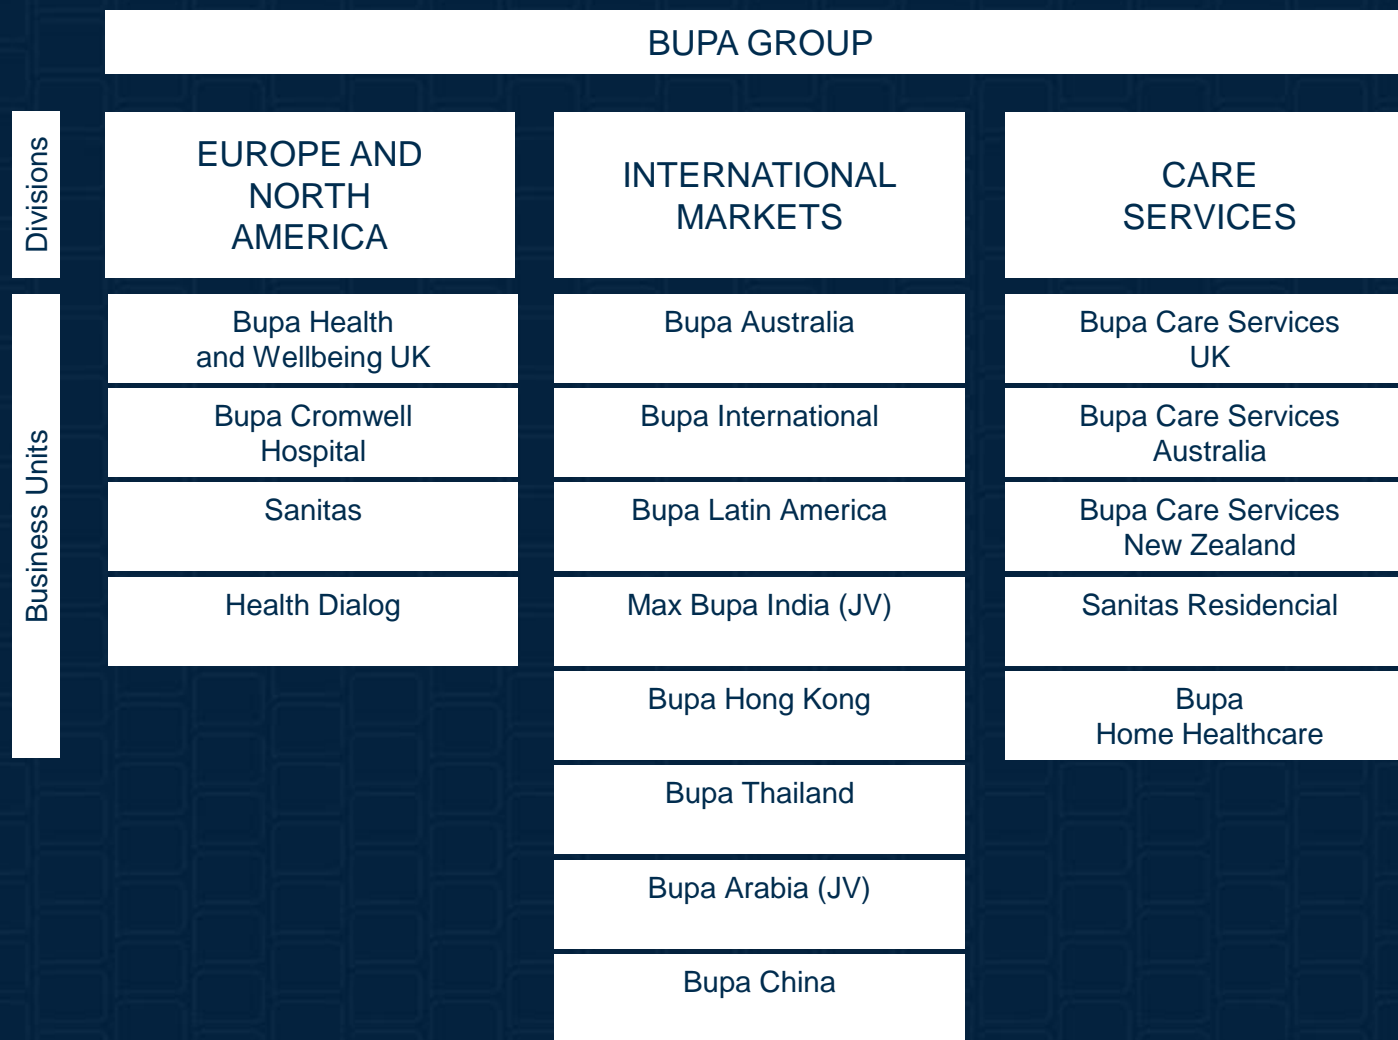 BUPA GROUP
Divisions
EUROPE AND
NORTH
AMERICA
INTERNATIONAL
MARKETS
CARE
SERVICES
Business Units
Bupa Health
and Wellbeing UK
Bupa Cromwell
Hospital
Sanitas
Health Dialog
Bupa Australia
Bupa International
Bupa Latin America
Max Bupa India (JV)
Bupa Hong Kong
Bupa Thailand
Bupa Arabia (JV)
Bupa China
Bupa Care Services
UK
Bupa Care Services
Australia
Bupa Care Services
New Zealand
Sanitas Residencial
Bupa
Home Healthcare